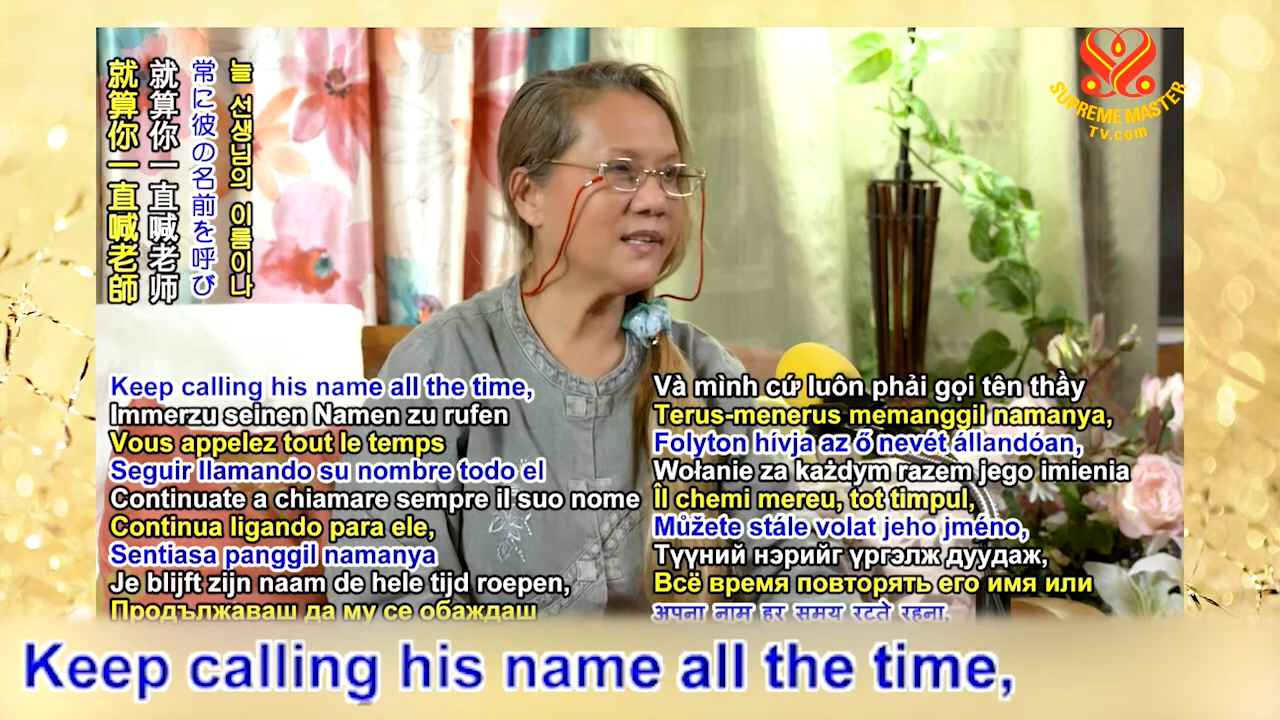 就算你一直喊老師
就算你一直喊老师
常に彼の名前を呼び
늘 선생님의 이름이나
SUPREME MASTER
TV.com
Keep calling his name all the time,
Immerzu seinen Namen zu rufen
Vous appelez tout le temps
Seguir llamando su nombre todo el
Continuate a chiamare sempre il suo nome
Continua ligando para ele,
Sentiasa panggil namanya
Je blijft zijn naam de hele tijd roepen,
Продължаваш да му се обаждаш
Và mình cứ luôn phải gọi tên thầy
Terus-menerus memanggil namanya,
Folyton hívja az ő nevét állandóan,
Wołanie za każdym razem jego imienia
Îl chemi mereu, tot timpul,
Můžete stále volat jeho jméno,
Түүний нэрийг үргэлж дуудаж,
Всё время повторять его имя или
अपना नाम हर समय रटते रहना,
Keep calling his name all the time,